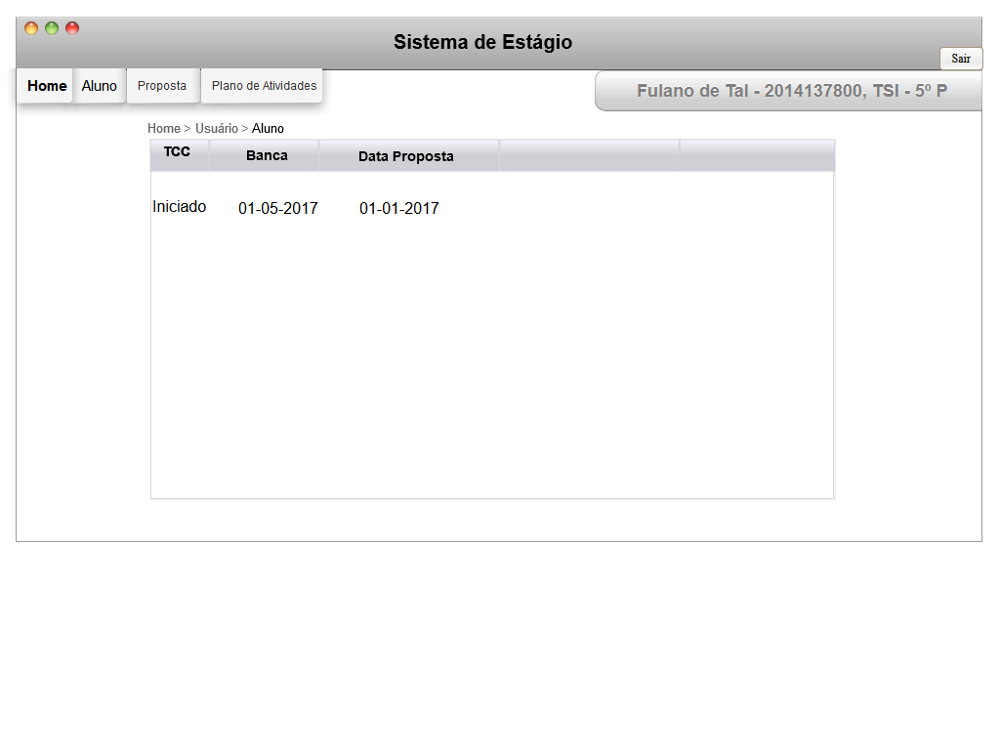 Sistema de Estágio
Sair
Home Aluno Proposta Plano de Atividades
Fulano de Tal - 2014137800, TSI - 5º P
Home > Usuário > Aluno
TCC Banca Data Proposta
Iniciado 01-05-2017 01-01-2017